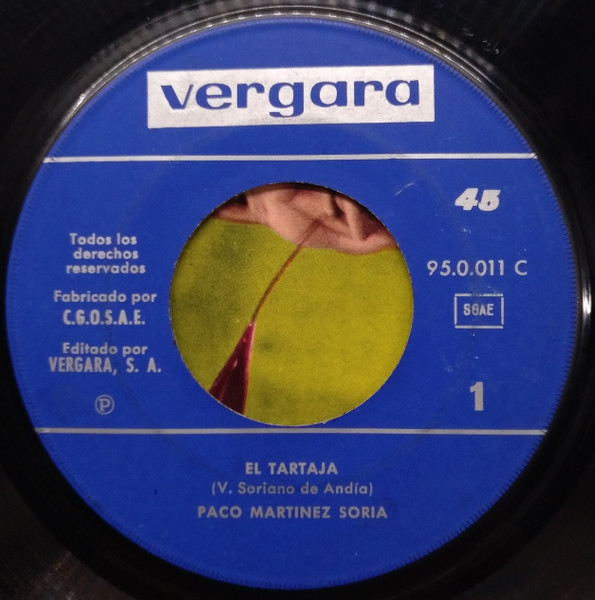 vergara
45
Todos los
derechos
reservados
95.0.011 C
Fabricado por
C.G.O.S.A.E.
SGAE
Editado por
VERGARA, S. A.
Ⓟ
1
EL TARTAJA
(V. Soriano de Andía)
PACO MARTINEZ SORIA